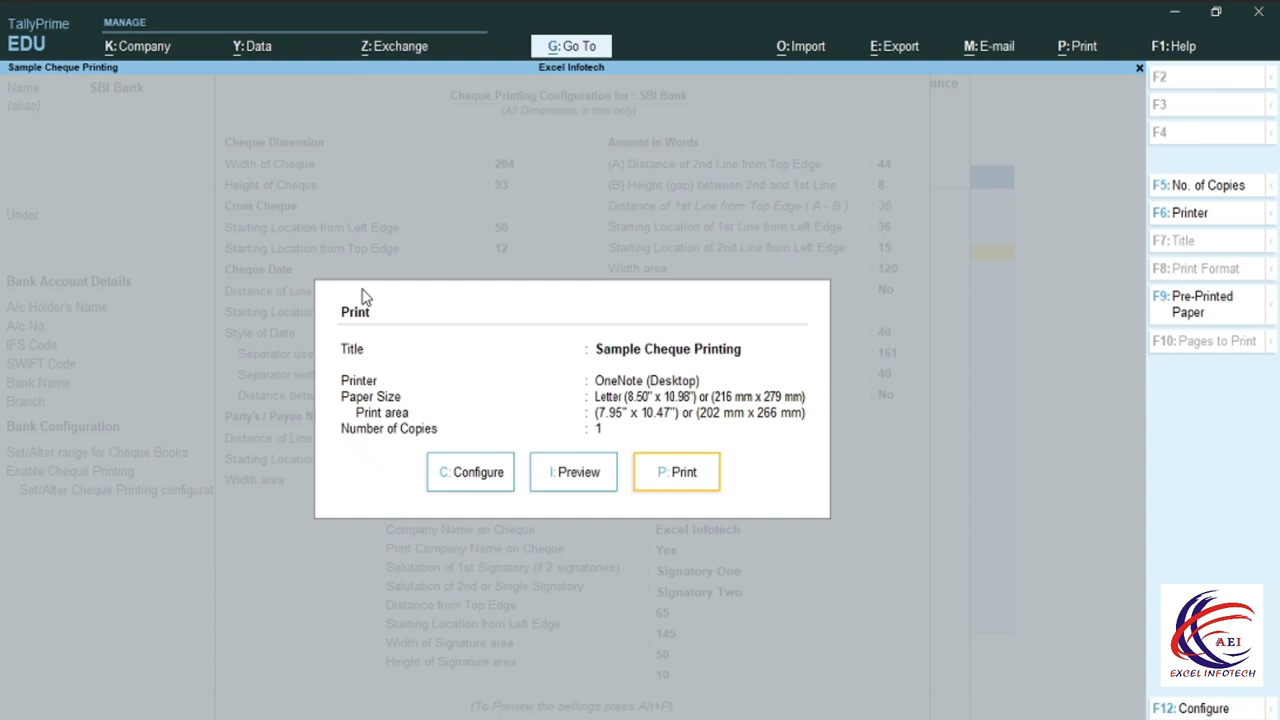 TallyPrime
EDU
MANAGE
K: Company
Y: Data
Z: Exchange
G: Go To
O: Import
E: Export
M: E-mail
P: Print
F1: Help
Sample Cheque Printing
Excel Infotech
Name : SBI Bank
(alias) :
Under
Bank Account Details
A/c Holder's Name
A/c No.
IFS Code
SWIFT Code
Bank Name
Branch
Bank Configuration
Set/Alter range for Cheque Books
Enable Cheque Printing
Set/Alter Cheque Printing configurat
ance
Cheque Printing Configuration for : SBI Bank
(All Dimensions in mm only)
Cheque Dimension
Width of Cheque : 204
Height of Cheque : 93
Cross Cheque
Starting Location from Left Edge : 50
Starting Location from Top Edge : 12
Cheque Date
Distance of Line
Starting Locatio
Style of Date
Separator use
Separator widt
Distance betw
Party's / Payee N
Distance of Line
Starting Locatio
Width area
Amount in Words
(A) Distance of 2nd Line from Top Edge : 44
(B) Height (gap) between 2nd and 1st Line : 8
Distance of 1st Line from Top Edge ( A - B ) : 36
Starting Location of 1st Line from Left Edge : 36
Starting Location of 2nd Line from Left Edge : 15
Width area : 120
: No
: 40
: 161
: 40
: No
Print
Title : Sample Cheque Printing
Printer : OneNote (Desktop)
Paper Size : Letter (8.50" x 10.98") or (216 mm x 279 mm)
Print area : (7.95" x 10.47") or (202 mm x 266 mm)
Number of Copies : 1
C: Configure
I: Preview
P: Print
Company Name on Cheque : Excel Infotech
Print Company Name on Cheque : Yes
Salutation of 1st Signatory (if 2 signatories) : Signatory One
Salutation of 2nd or Single Signatory : Signatory Two
Distance from Top Edge : 65
Starting Location from Left Edge : 145
Width of Signature area : 50
Height of Signature area : 10
(To Preview the settings press Alt+P)
F2
F3
F4
F5: No. of Copies
F6: Printer
F7: Title
F8: Print Format
F9: Pre-Printed
Paper
F10: Pages to Print
AEI
EXCEL INFOTECH
F12: Configure